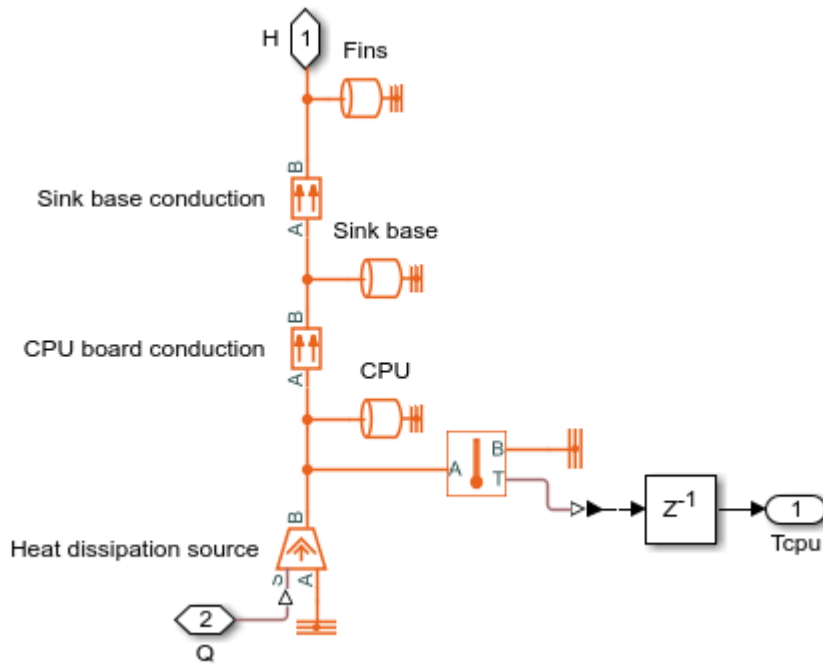 H
1
Fins
B
Sink base conduction
A
Sink base
B
CPU board conduction
A
CPU
A
B
T
B
Heat dissipation source
S
A
Z-1
1
Tcpu
2
Q